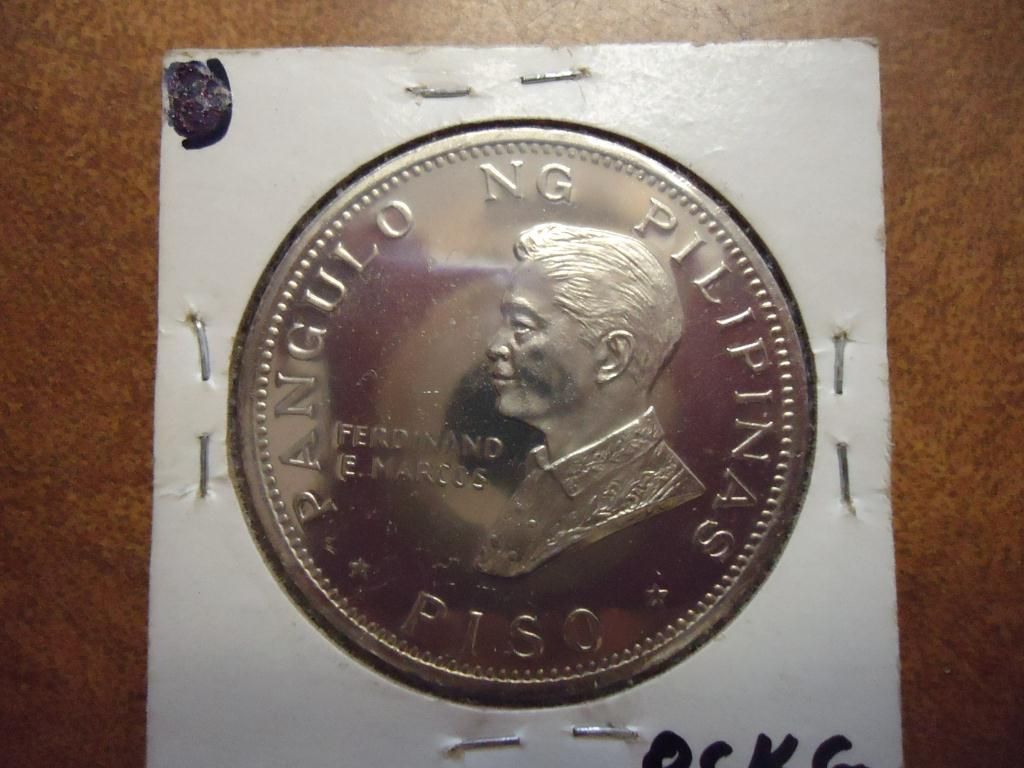 PANGULO NG PILIPINAS
FERDINAND
E. MARCOS
PISO